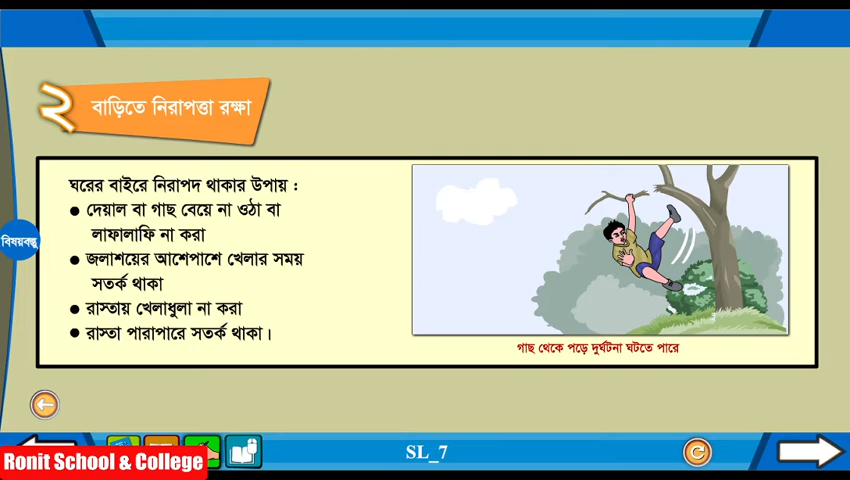 ২
বাড়িতে নিরাপত্তা রক্ষা
ঘরের বাইরে নিরাপদ থাকার উপায় :
● দেয়াল বা গাছ বেয়ে না ওঠা বা
লাফালাফি না করা
● জলাশয়ের আশেপাশে খেলার সময়
সতর্ক থাকা
● রাস্তায় খেলাধুলা না করা
● রাস্তা পারাপারে সতর্ক থাকা।
গাছ থেকে পড়ে দুর্ঘটনা ঘটতে পারে
বিষয়বস্তু
SL_7
Ronit School & College